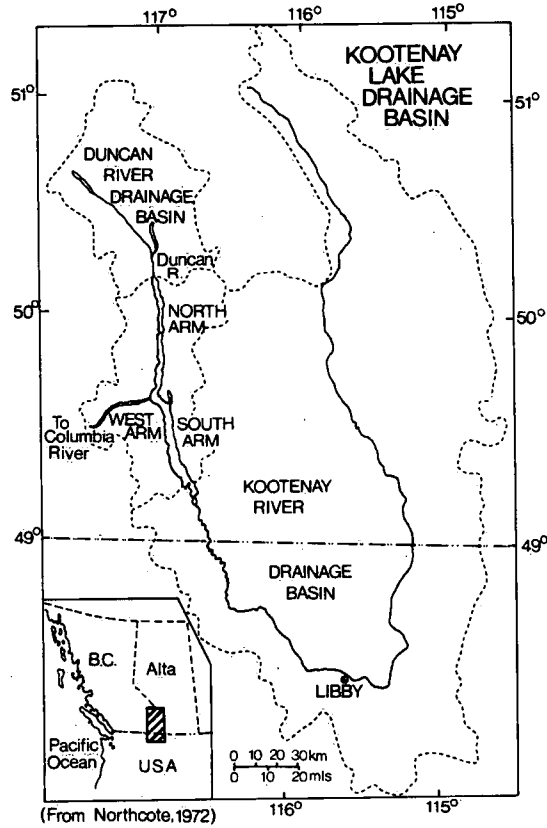 117° 116° 115°
KOOTENAY
LAKE
DRAINAGE
BASIN
51° 51°
DUNCAN
RIVER
DRAINAGE
BASIN
Duncan
R.
50° 50°
NORTH
ARM
To
Columbia
River
WEST
ARM
SOUTH
ARM
KOOTENAY
RIVER
49° 49°
DRAINAGE
BASIN
LIBBY
B.C.
Alta
Pacific
Ocean
U.S.A
0 10 20 30 km
0 10 20 mls
116° 115°
(From Northcote, 1972)